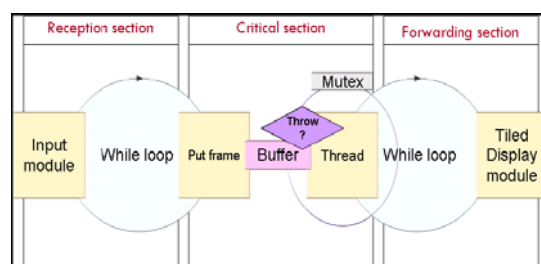 Reception section
Critical section
Forwarding section
Mutex
Throw
?
Input
module
While loop
Put frame
Buffer
Thread
While loop
Tiled
Display
module